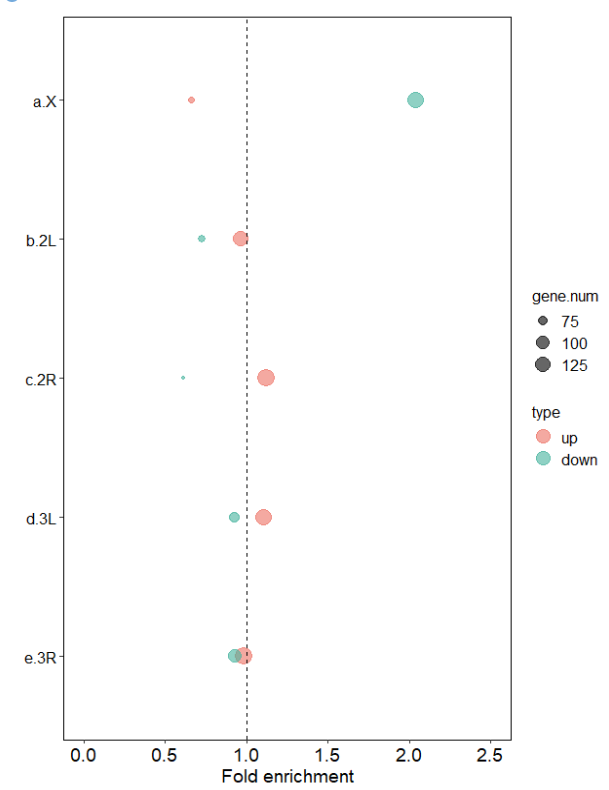 a.X
b.2L
c.2R
d.3L
e.3R
0.0 0.5 1.0 1.5 2.0 2.5
Fold enrichment
gene.num
75
100
125
type
up
down